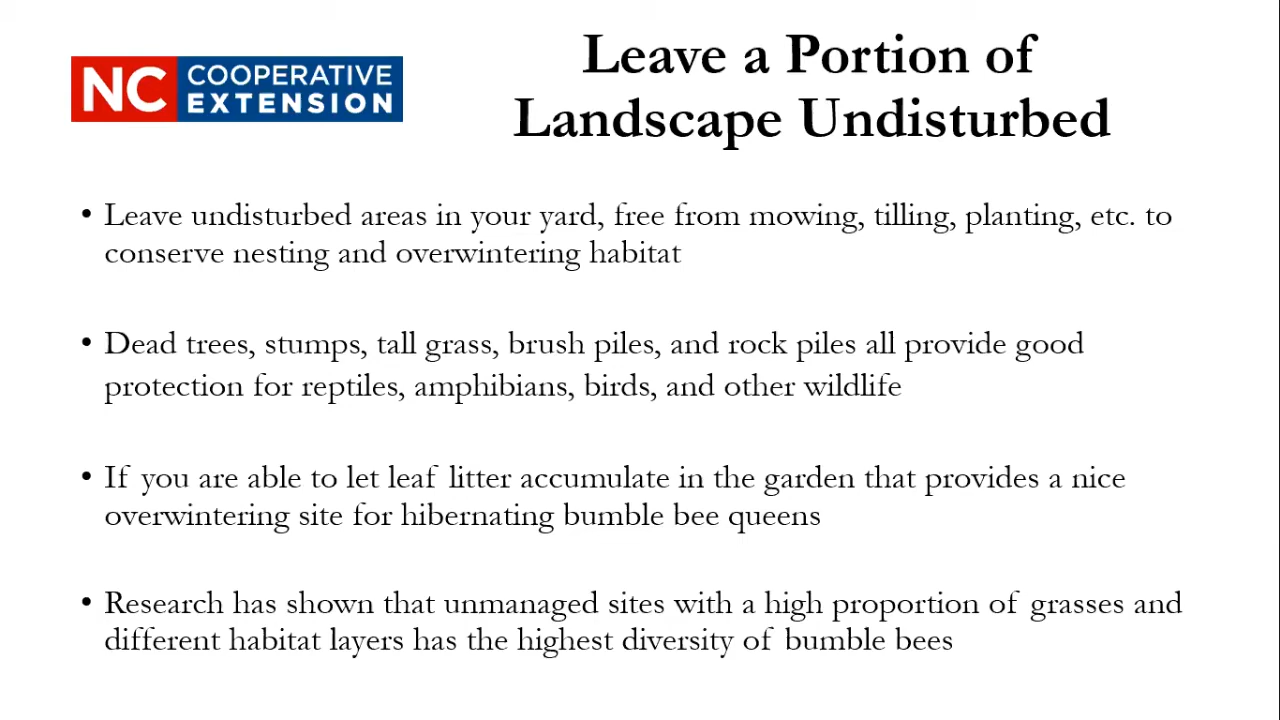 NC COOPERATIVE
EXTENSION
Leave a Portion of
Landscape Undisturbed
• Leave undisturbed areas in your yard, free from mowing, tilling, planting, etc. to
conserve nesting and overwintering habitat
• Dead trees, stumps, tall grass, brush piles, and rock piles all provide good
protection for reptiles, amphibians, birds, and other wildlife
• If you are able to let leaf litter accumulate in the garden that provides a nice
overwintering site for hibernating bumble bee queens
• Research has shown that unmanaged sites with a high proportion of grasses and
different habitat layers has the highest diversity of bumble bees